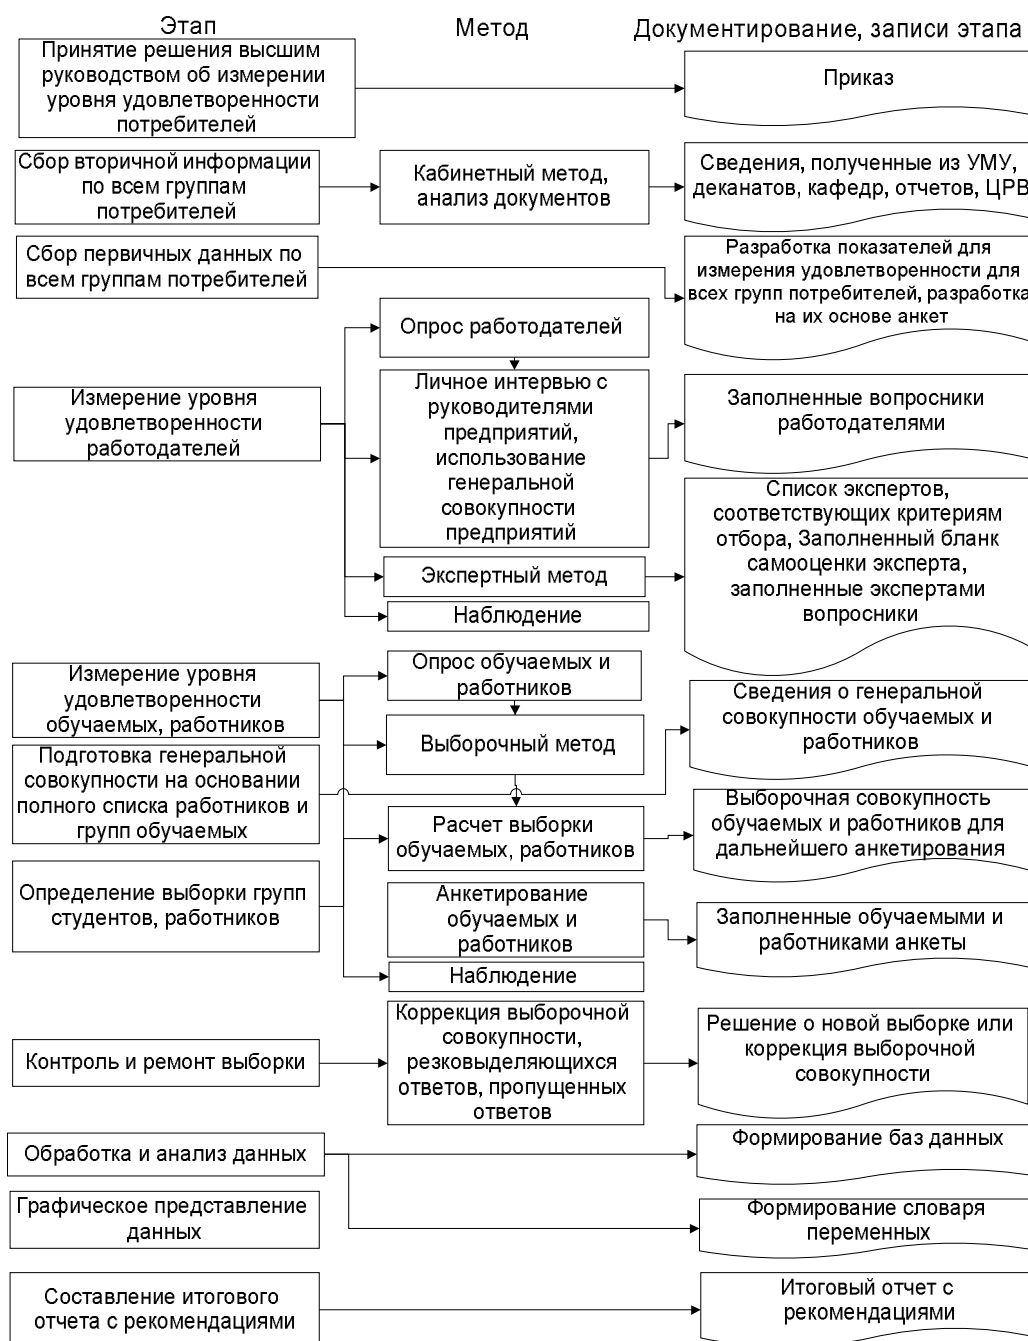 Этап
Метод
Документирование, записи этапа
Принятие решения высшим
руководством об измерении
уровня удовлетворенности
потребителей
Приказ
Сбор вторичной информации
по всем группам
потребителей
Кабинетный метод,
анализ документов
Сведения, полученные из УМУ,
деканатов, кафедр, отчетов, ЦРВ
Сбор первичных данных по
всем группам потребителей
Разработка показателей для
измерения удовлетворенности для
всех групп потребителей, разработка
на их основе анкет
Опрос работодателей
Измерение уровня
удовлетворенности
работодателей
Личное интервью с
руководителями
предприятий,
использование
генеральной
совокупности
предприятий
Заполненные вопросники
работодателями
Экспертный метод
Список экспертов,
соответствующих критериям
отбора, Заполненный бланк
самооценки эксперта,
заполненные экспертами
вопросники
Наблюдение
Измерение уровня
удовлетворенности
обучаемых, работников
Опрос обучаемых и
работников
Сведения о генеральной
совокупности обучаемых и
работников
Выборочный метод
Подготовка генеральной
совокупности на основании
полного списка работников и
групп обучаемых
Расчет выборки
обучаемых, работников
Выборочная совокупность
обучаемых и работников для
дальнейшего анкетирования
Определение выборки групп
студентов, работников
Анкетирование
обучаемых и
работников
Заполненные обучаемыми и
работниками анкеты
Наблюдение
Контроль и ремонт выборки
Коррекция выборочной
совокупности,
резковыделяющихся
ответов, пропущенных
ответов
Решение о новой выборке или
коррекция выборочной
совокупности
Обработка и анализ данных
Формирование баз данных
Графическое представление
данных
Формирование словаря
переменных
Составление итогового
отчета с рекомендациями
Итоговый отчет с
рекомендациями